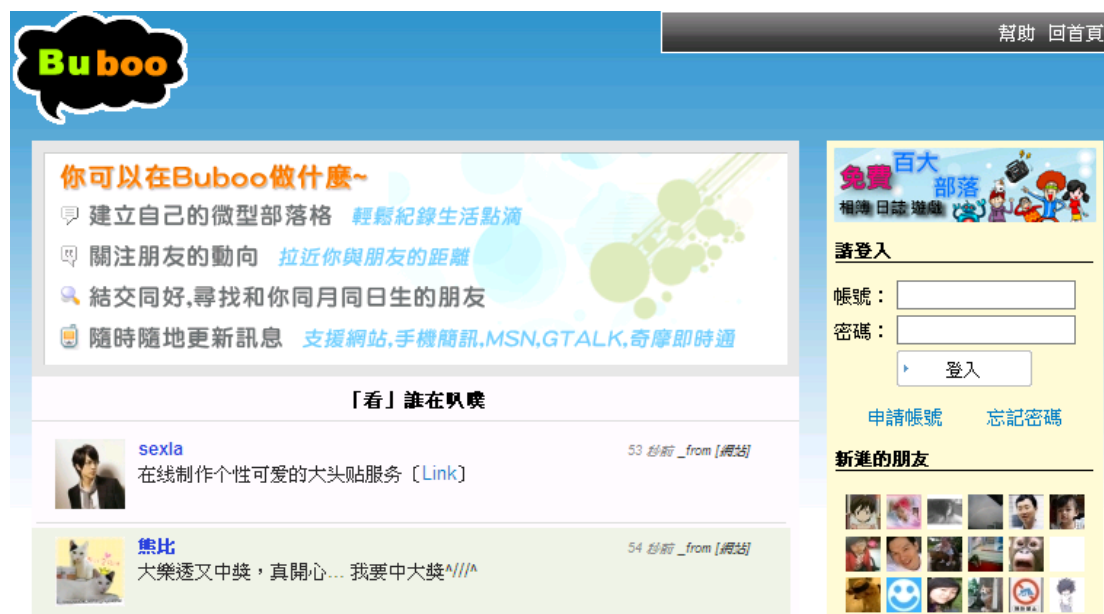 Buboo
幫助 回首頁
你可以在Buboo做什麼~
建立自己的微型部落格 輕鬆紀錄生活點滴
關注朋友的動向 拉近你與朋友的距離
結交同好,尋找和你同月同日生的朋友
隨時隨地更新訊息 支援網站,手機簡訊,MSN,GTALK,奇摩即時通
「看」誰在叭噗
sexla
53 秒前 _from [網站]
在线制作个性可爱的大头贴服务〔Link〕
熊比
54 秒前 _from [網站]
大樂透又中獎，真開心... 我要中大獎^///^
免費百大部落
相簿 日誌 遊戲
請登入
帳號：
密碼：
登入
申請帳號 忘記密碼
新進的朋友